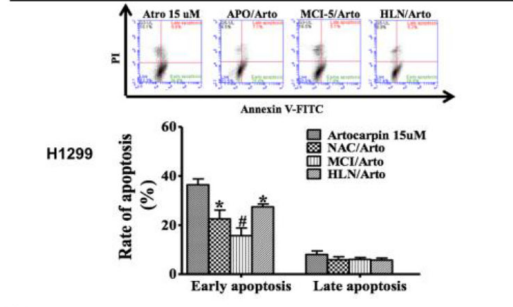 Atro 15 uM APO/Arto MCI-5/Arto HLN/Arto
PI
Annexin V-FITC
H1299
60
40
20
0
Rate of apoptosis
(%)
Artocarpin 15uM
NAC/Arto
MCI/Arto
HLN/Arto
* # *
Early apoptosis Late apoptosis